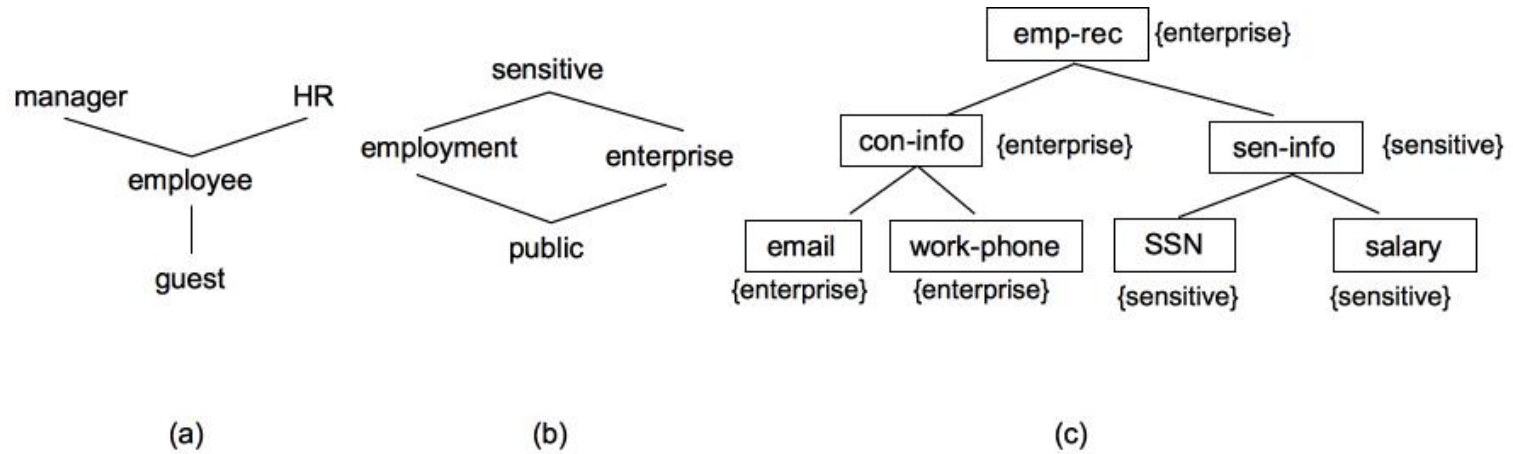 emp-rec {enterprise}
manager HR sensitive
con-info {enterprise} sen-info {sensitive}
employment enterprise
employee
email work-phone SSN salary
public
guest
{enterprise} {enterprise} {sensitive} {sensitive}
(a) (b) (c)